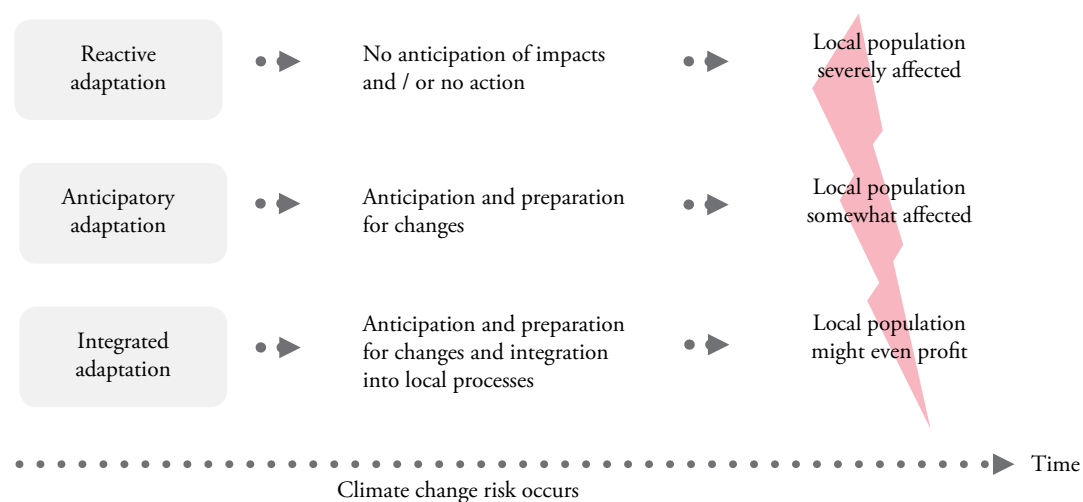 Reactive
adaptation
No anticipation of impacts
and / or no action
Local population
severely affected
Anticipatory
adaptation
Anticipation and preparation
for changes
Local population
somewhat affected
Integrated
adaptation
Anticipation and preparation
for changes and integration
into local processes
Local population
might even profit
Time
Climate change risk occurs